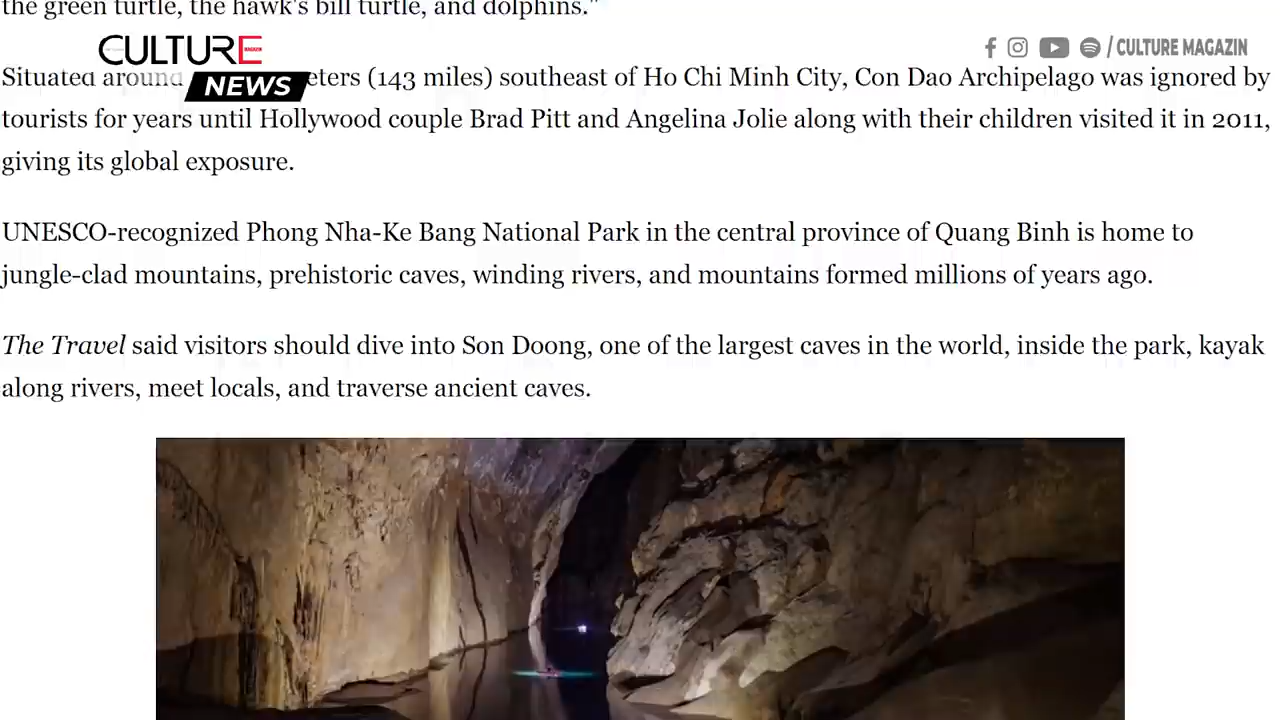 the green turtle, the hawk's bill turtle, and dolphins."
CULTURE
NEWS
/ CULTURE MAGAZIN
Situated around eters (143 miles) southeast of Ho Chi Minh City, Con Dao Archipelago was ignored by
tourists for years until Hollywood couple Brad Pitt and Angelina Jolie along with their children visited it in 2011,
giving its global exposure.
UNESCO-recognized Phong Nha-Ke Bang National Park in the central province of Quang Binh is home to
jungle-clad mountains, prehistoric caves, winding rivers, and mountains formed millions of years ago.
The Travel said visitors should dive into Son Doong, one of the largest caves in the world, inside the park, kayak
along rivers, meet locals, and traverse ancient caves.